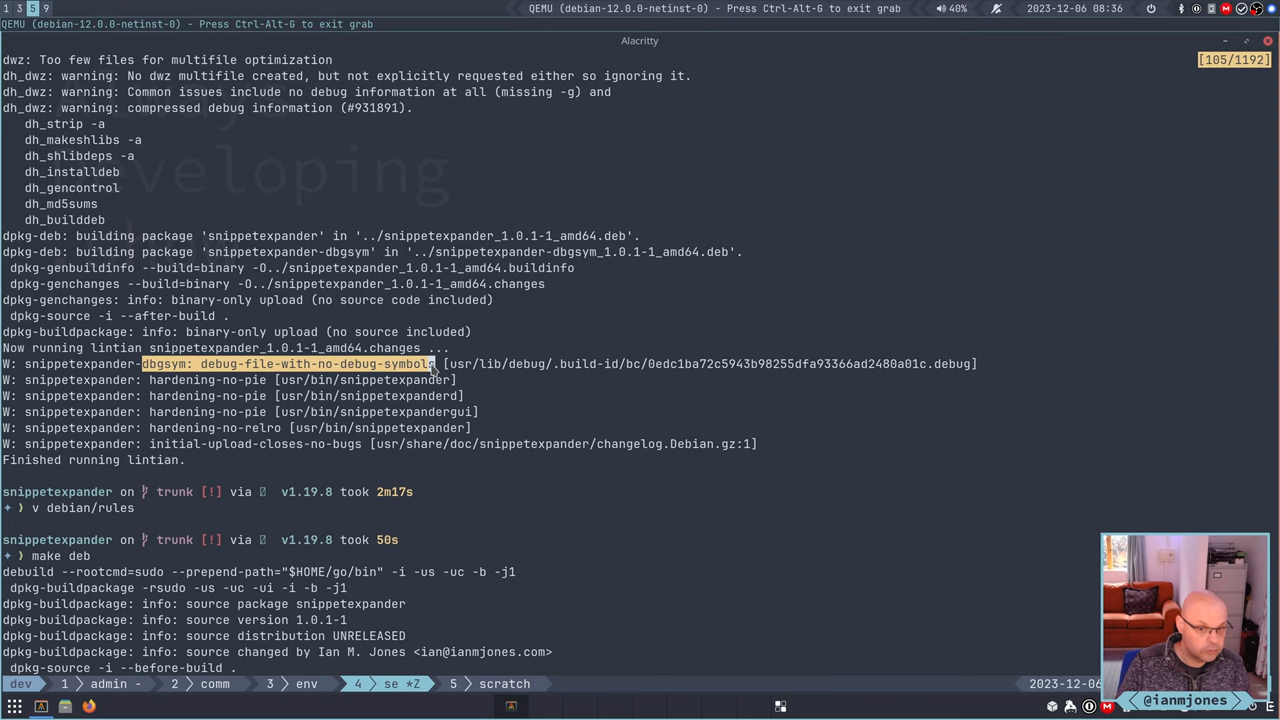 1 3 5 9
QEMU (debian-12.0.0-netinst-0) - Press Ctrl-Alt-G to exit grab
40%
2023-12-06 08:36
QEMU (debian-12.0.0-netinst-0) - Press Ctrl-Alt-G to exit grab
Alacritty
dwz: Too few files for multifile optimization
[105/1192]
dh_dwz: warning: No dwz multifile created, but not explicitly requested either so ignoring it.
dh_dwz: warning: Common issues include no debug information at all (missing -g) and
dh_dwz: warning: compressed debug information (#931891).
dh_strip -a
dh_makeshlibs -a
dh_shlibdeps -a
dh_installdeb
dh_gencontrol
dh_md5sums
dh_builddeb
dpkg-deb: building package 'snippetexpander' in '../snippetexpander_1.0.1-1_amd64.deb'.
dpkg-deb: building package 'snippetexpander-dbgsym' in '../snippetexpander-dbgsym_1.0.1-1_amd64.deb'.
dpkg-genbuildinfo --build=binary -O../snippetexpander_1.0.1-1_amd64.buildinfo
dpkg-genchanges --build=binary -O../snippetexpander_1.0.1-1_amd64.changes
dpkg-genchanges: info: binary-only upload (no source code included)
dpkg-source -i --after-build .
dpkg-buildpackage: info: binary-only upload (no source included)
Now running lintian snippetexpander_1.0.1-1_amd64.changes ...
W: snippetexpander-dbgsym: debug-file-with-no-debug-symbols [usr/lib/debug/.build-id/bc/0edc1ba72c5943b98255dfa93366ad2480a01c.debug]
W: snippetexpander: hardening-no-pie [usr/bin/snippetexpander]
W: snippetexpander: hardening-no-pie [usr/bin/snippetexpanderd]
W: snippetexpander: hardening-no-pie [usr/bin/snippetexpandergui]
W: snippetexpander: hardening-no-relro [usr/bin/snippetexpander]
W: snippetexpander: initial-upload-closes-no-bugs [usr/share/doc/snippetexpander/changelog.Debian.gz:1]
Finished running lintian.
snippetexpander on trunk [!] via v1.19.8 took 2m17s
❯ v debian/rules
snippetexpander on trunk [!] via v1.19.8 took 50s
❯ make deb
debuild --rootcmd=sudo --prepend-path="$HOME/go/bin" -i -us -uc -b -j1
dpkg-buildpackage -rsudo -us -uc -ui -i -b -j1
dpkg-buildpackage: info: source package snippetexpander
dpkg-buildpackage: info: source version 1.0.1-1
dpkg-buildpackage: info: source distribution UNRELEASED
dpkg-buildpackage: info: source changed by Ian M. Jones <ian@ianmjones.com>
dpkg-source -i --before-build .
dev 1 admin - 2 comm 3 env 4 se *Z 5 scratch
2023-12-06
@ianmjones